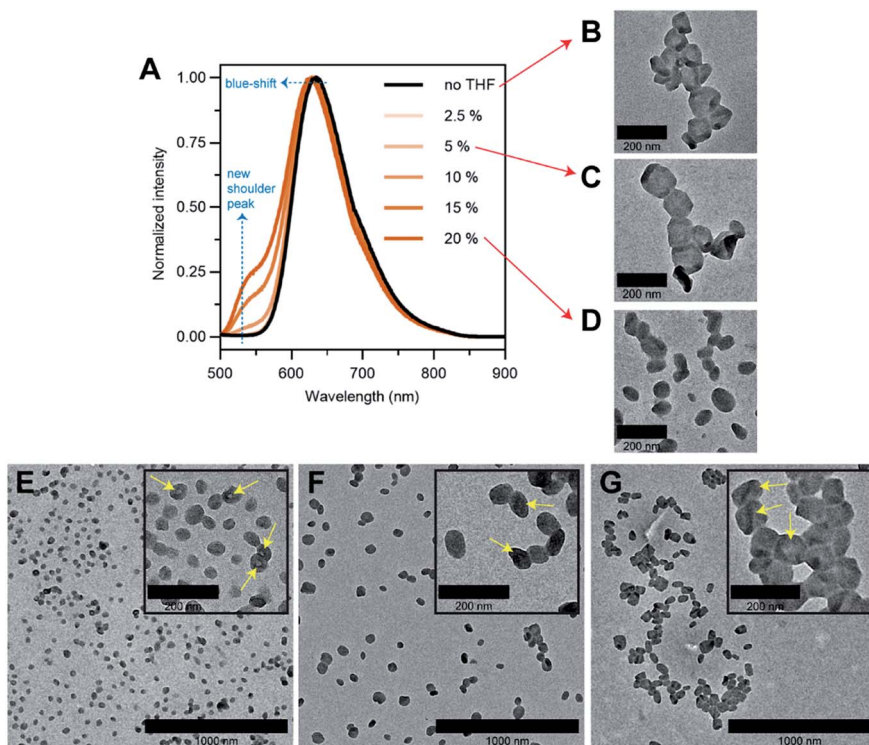 A
Normalized intensity
1.00
0.75
0.50
0.25
0.00
500
600
700
800
900
Wavelength (nm)
blue-shift
new
shoulder
peak
no THF
2.5 %
5 %
10 %
15 %
20 %
B
200 nm
C
200 nm
D
200 nm
E
200 nm
1000 nm
F
200 nm
1000 nm
G
200 nm
1000 nm